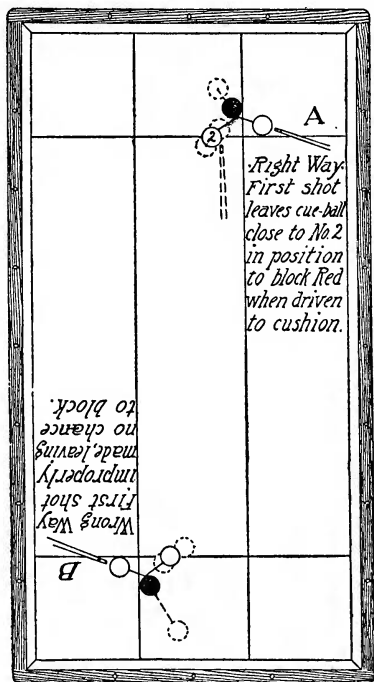 A
2
Right Way.
First shot
leaves cue-ball
close to No.2
in position
to block Red
when driven
to cushion.
B
Wrong Way
First shot
improperly
made, leaving
no chance
to block.